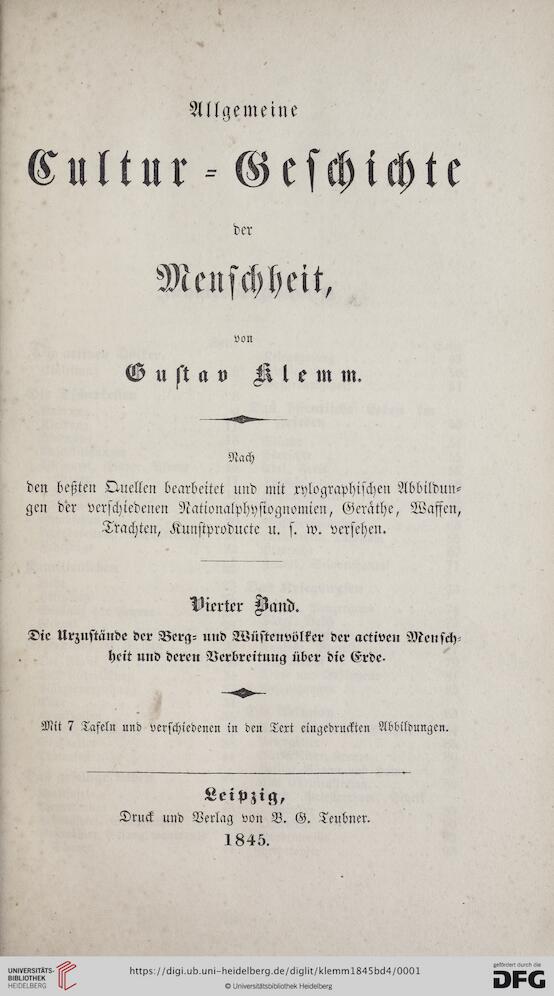 Allgemeine
Cultur-Geschichte
der
Menschheit,
von
Gustav Klemm.
Nach
den beßten Quellen bearbeitet und mit xylographischen Abbildun-
gen der verschiedenen Nationalphysiognomien, Geräthe, Waffen,
Trachten, Kunstproducte u. s. w. versehen.
Vierter Band.
Die Urzustände der Berg- und Wüstenvölker der activen Mensch-
heit und deren Verbreitung über die Erde.
Mit 7 Tafeln und verschiedenen in den Text eingedruckten Abbildungen.
Leipzig,
Druck und Verlag von B. G. Teubner.
1845.
UNIVERSITÄTS-
BIBLIOTHEK
HEIDELBERG
https://digi.ub.uni-heidelberg.de/diglit/klemm1845bd4/0001
© Universitätsbibliothek Heidelberg
gefördert durch die
DFG